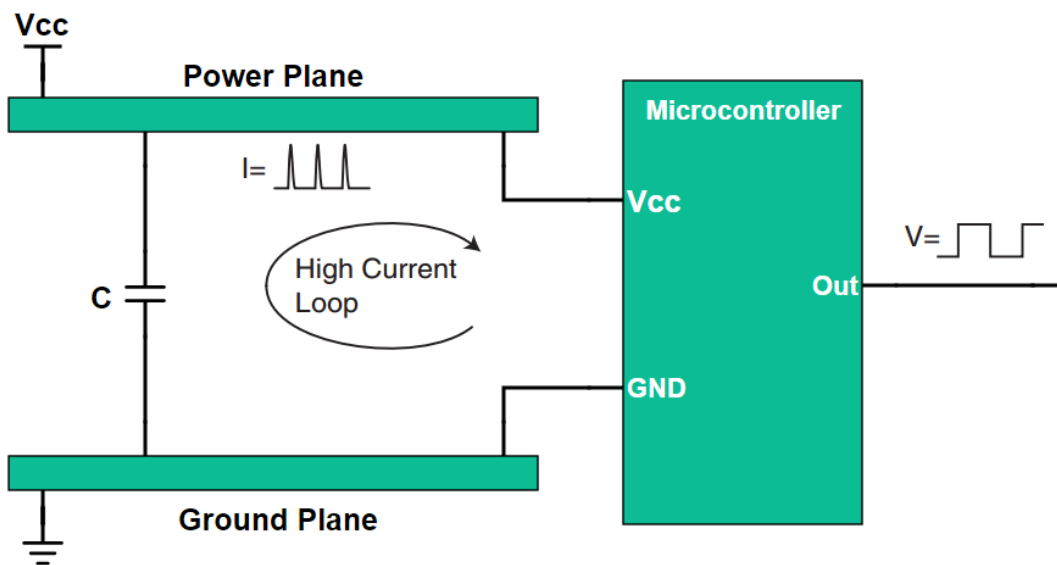 Vcc
Power Plane
Microcontroller
I=
Vcc
V=
High Current
Loop
C
Out
GND
Ground Plane